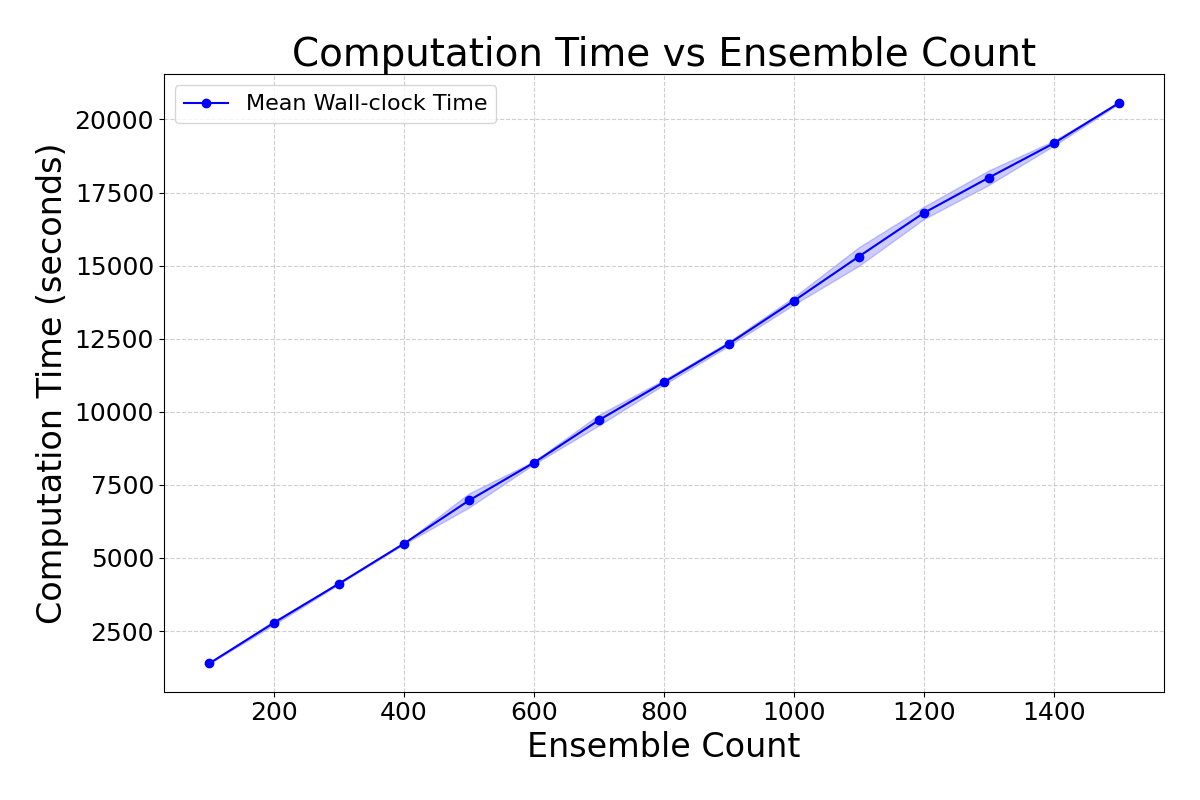 Computation Time vs Ensemble Count
Mean Wall-clock Time
Computation Time (seconds)
20000
17500
15000
12500
10000
7500
5000
2500
200 400 600 800 1000 1200 1400
Ensemble Count